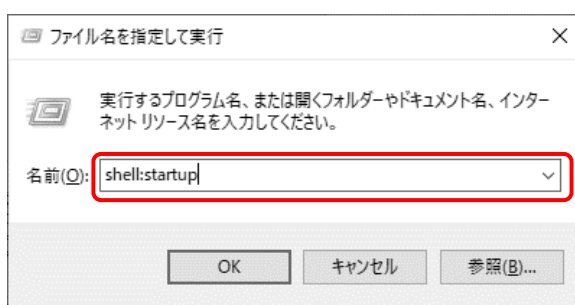 ファイル名を指定して実行
実行するプログラム名、または開くフォルダーやドキュメント名、インター
ネット リソース名を入力してください。
名前(O): shell:startup
OK キャンセル 参照(B)...